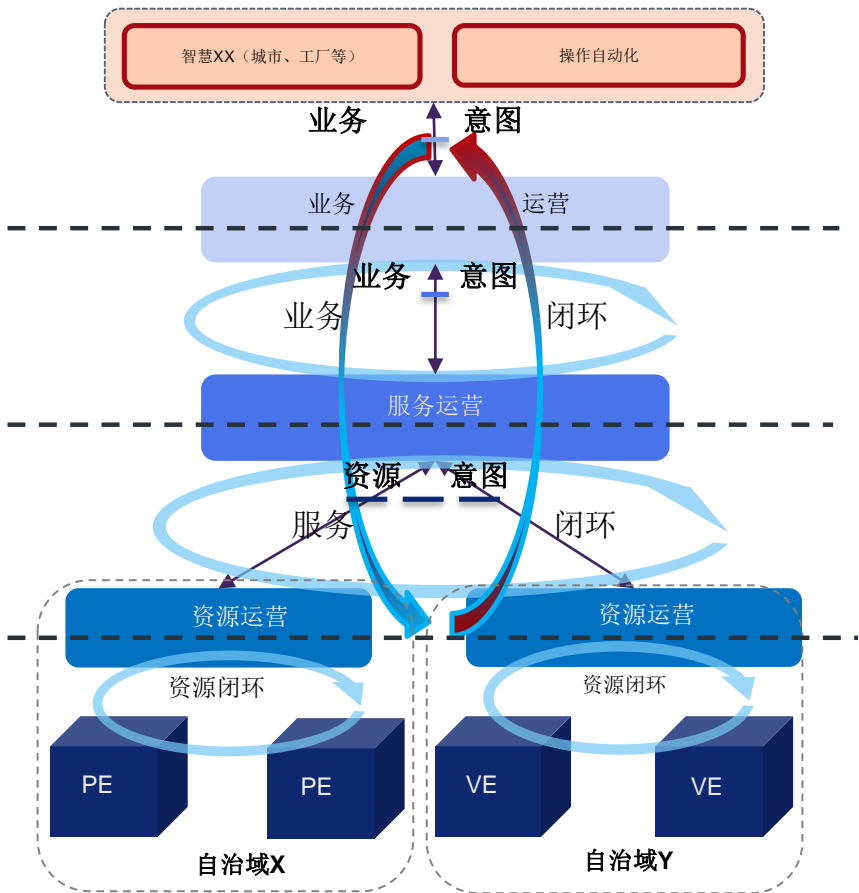 智慧XX（城市、工厂等）
操作自动化
业务 意图
业务 运营
业务 意图
业务 闭环
服务运营
资源 意图
服务 闭环
资源运营
资源运营
资源闭环
资源闭环
PE
PE
VE
VE
自治域X
自治域Y